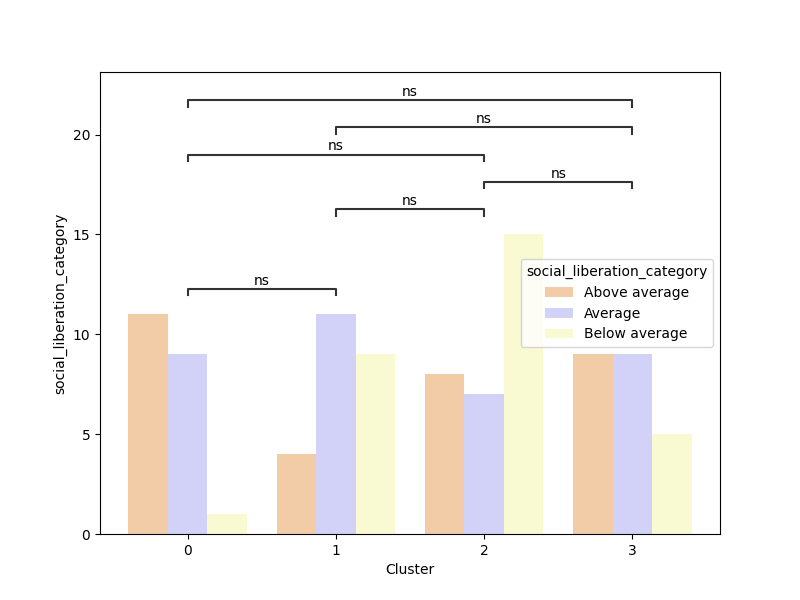 ns
ns
20
ns
ns
ns
15
social_liberation_category
social_liberation_category
Above average
ns
Average
10
Below average
5
0
0 1 2 3
Cluster